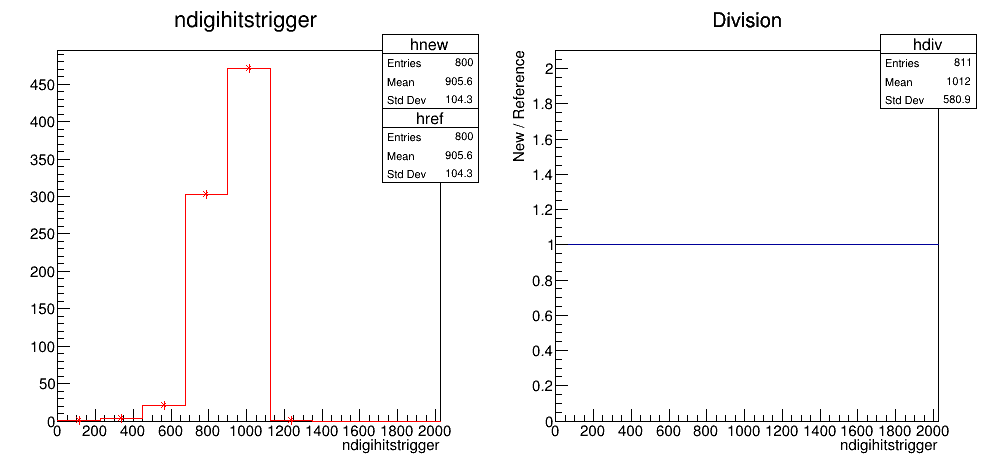 ndigihitstrigger
hnew
Entries 800
Mean 905.6
Std Dev 104.3
href
Entries 800
Mean 905.6
Std Dev 104.3
450
400
350
300
250
200
150
100
50
0
0 200 400 600 800 1000 1200 1400 1600 1800 2000
ndigihitstrigger
Division
hdiv
Entries 811
Mean 1012
Std Dev 580.9
New / Reference
2
1.8
1.6
1.4
1.2
1
0.8
0.6
0.4
0.2
0
0 200 400 600 800 1000 1200 1400 1600 1800 2000
ndigihitstrigger